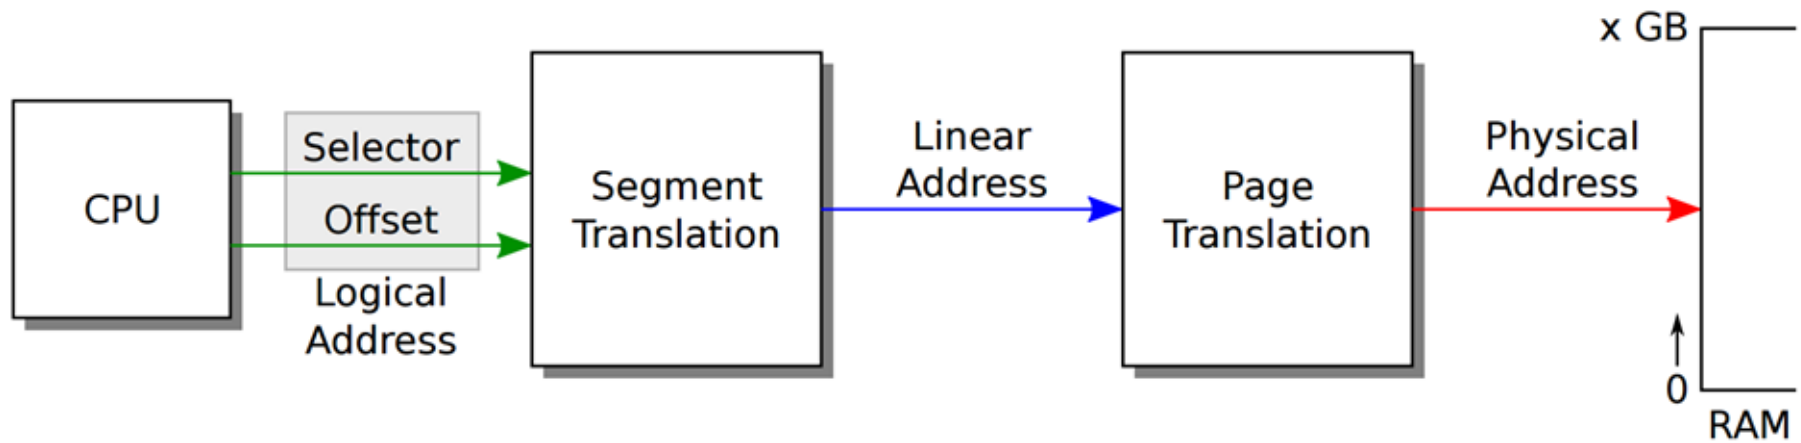 CPU
Selector
Offset
Logical
Address
Segment
Translation
Linear
Address
Page
Translation
Physical
Address
x GB
0
RAM